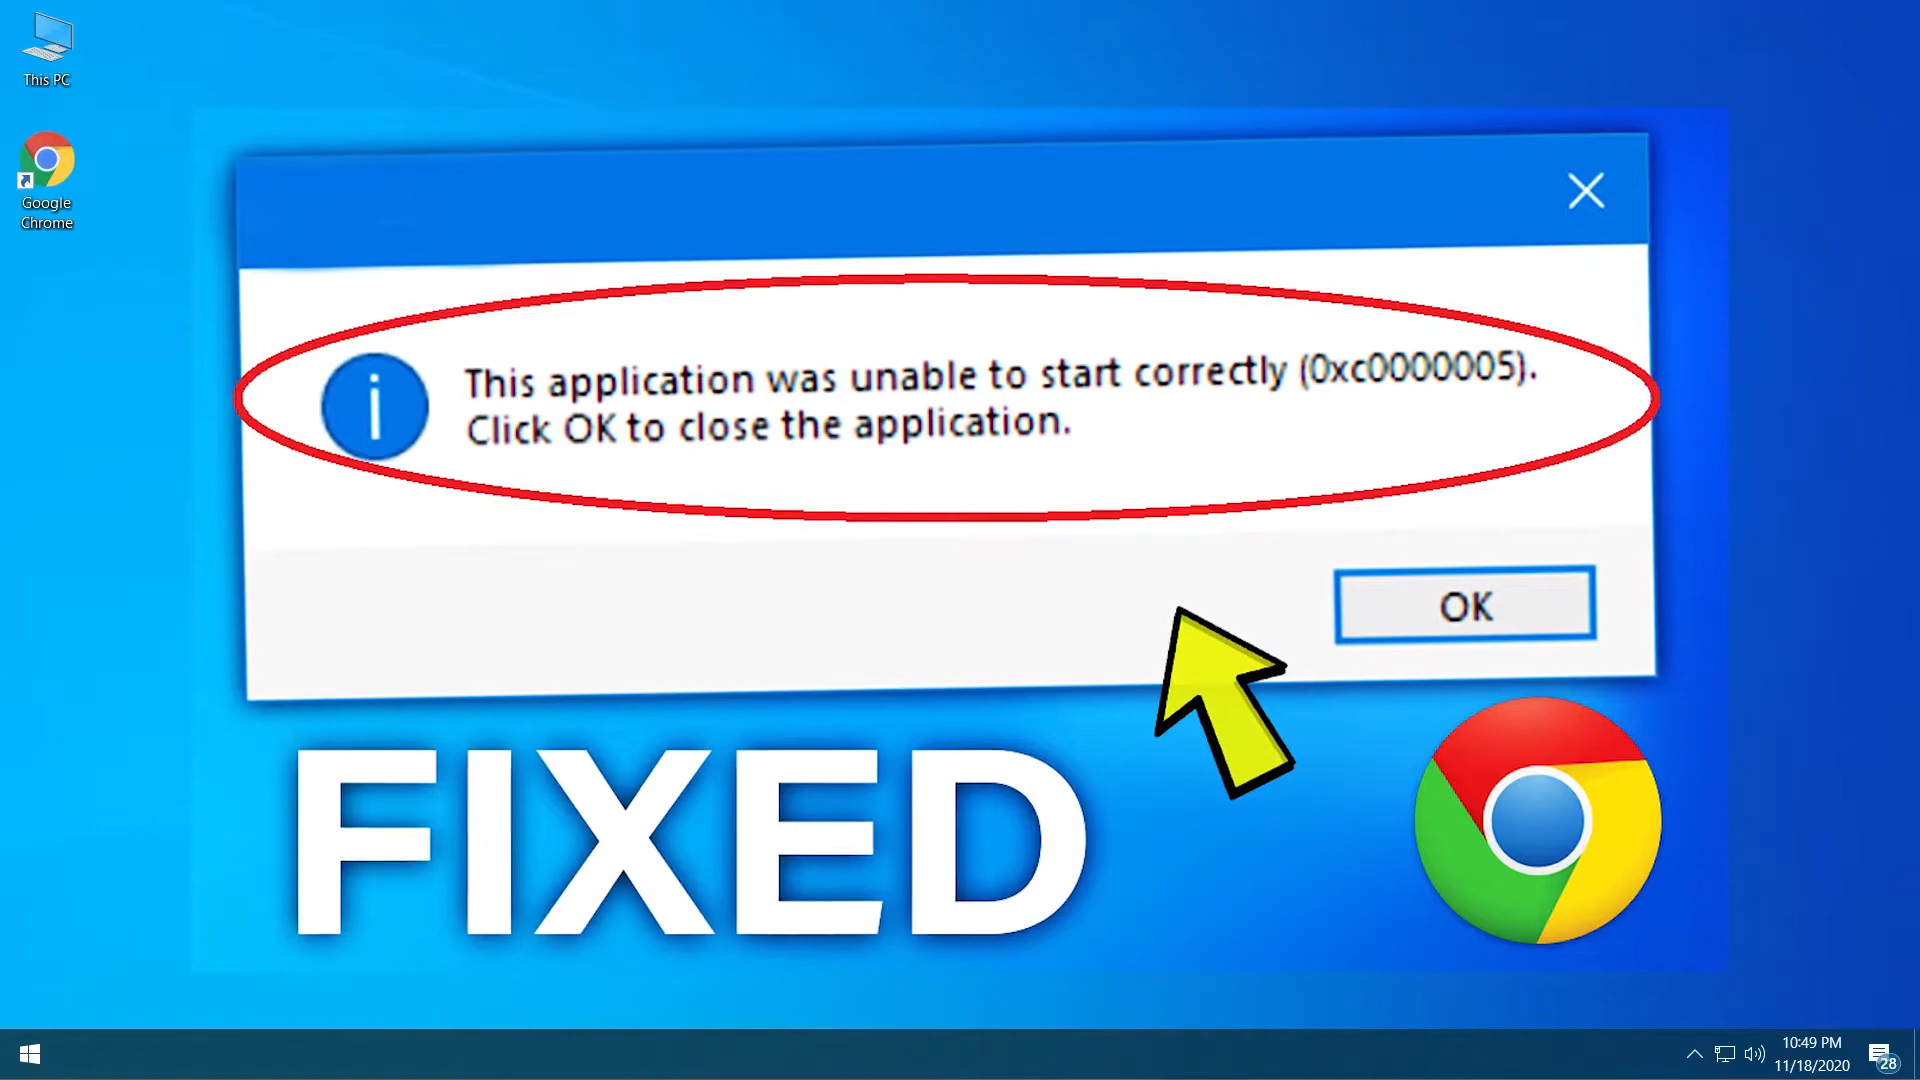 This PC
Google
Chrome
This application was unable to start correctly (0xc0000005).
Click OK to close the application.
OK
FIXED
10:49 PM
11/18/2020
28